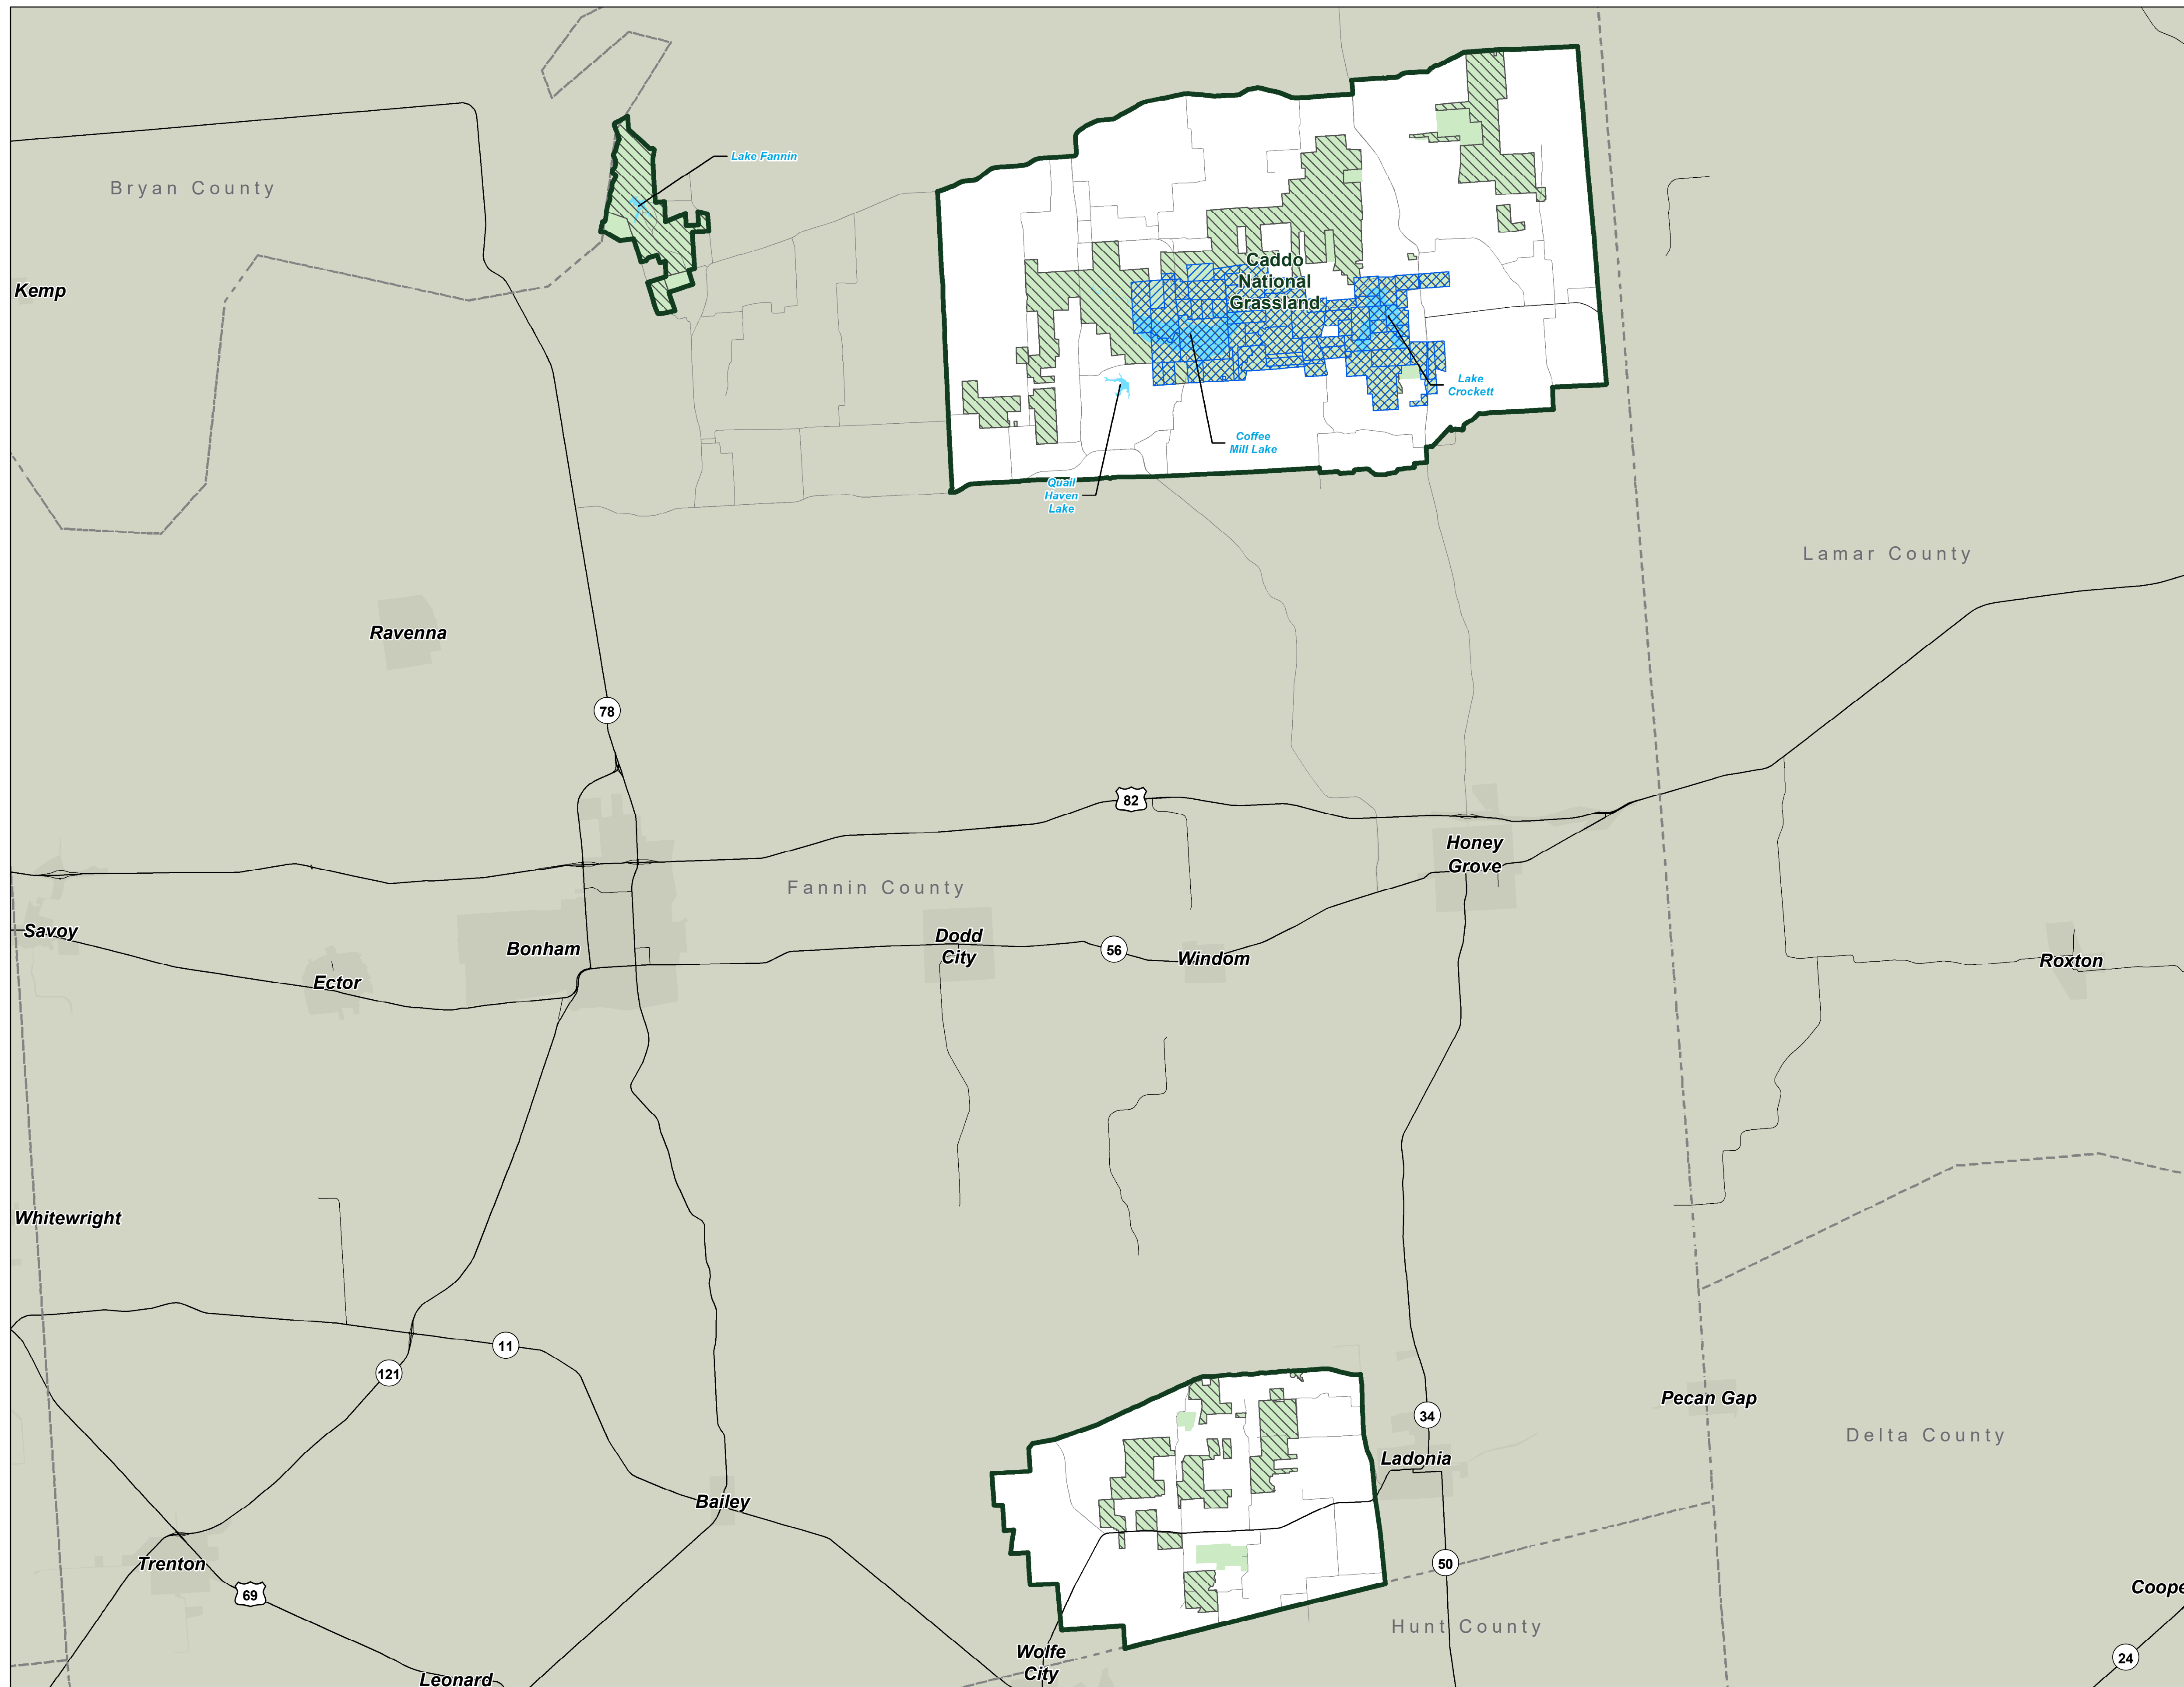 Lake Fannin
Bryan County
Caddo
National
Grassland
Kemp
Lake
Crockett
Coffee
Mill Lake
Quail
Haven
Lake
Lamar County
Ravenna
78
82
Honey
Grove
Fannin County
Savoy
Bonham
Dodd
City
56
Windom
Roxton
Ector
Whitewright
11
121
Pecan Gap
34
Delta County
Ladonia
Bailey
Trenton
50
69
Coope
Hunt County
Wolfe
City
24
Leonard